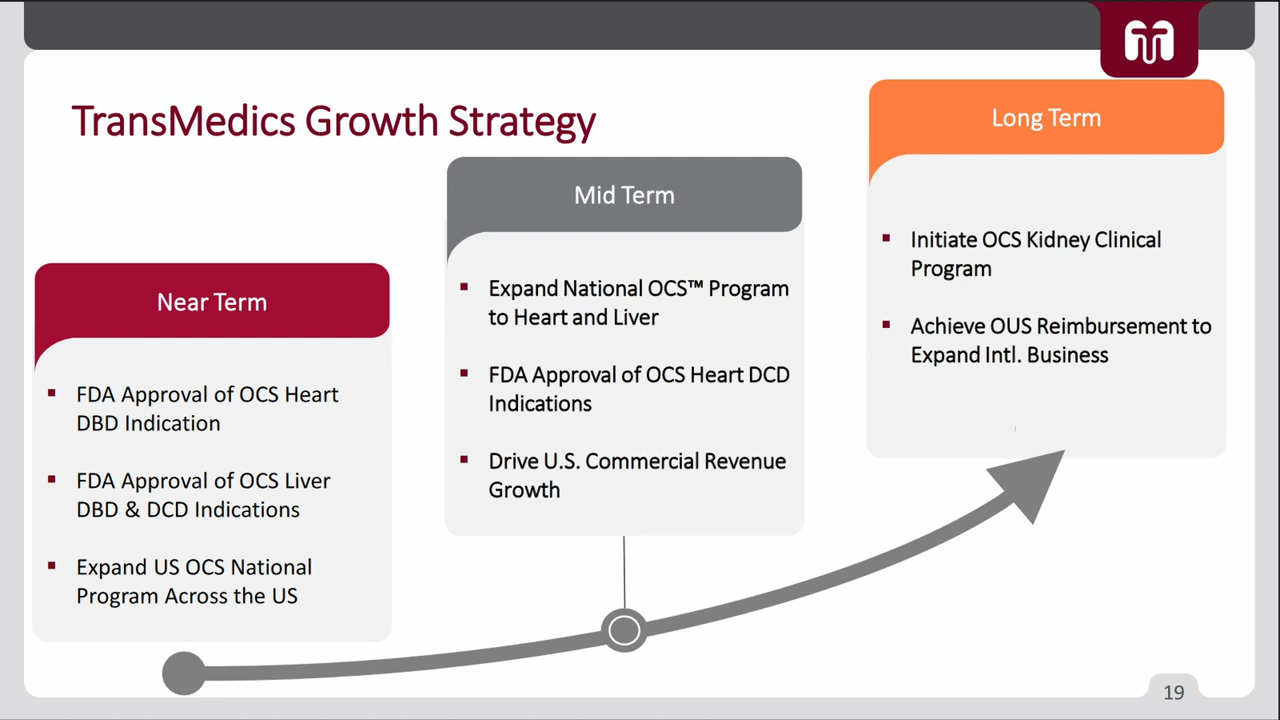 TransMedics Growth Strategy
Near Term
▪ FDA Approval of OCS Heart
DBD Indication
▪ FDA Approval of OCS Liver
DBD & DCD Indications
▪ Expand US OCS National
Program Across the US
Mid Term
▪ Expand National OCS™ Program
to Heart and Liver
▪ FDA Approval of OCS Heart DCD
Indications
▪ Drive U.S. Commercial Revenue
Growth
Long Term
▪ Initiate OCS Kidney Clinical
Program
▪ Achieve OUS Reimbursement to
Expand Intl. Business
19